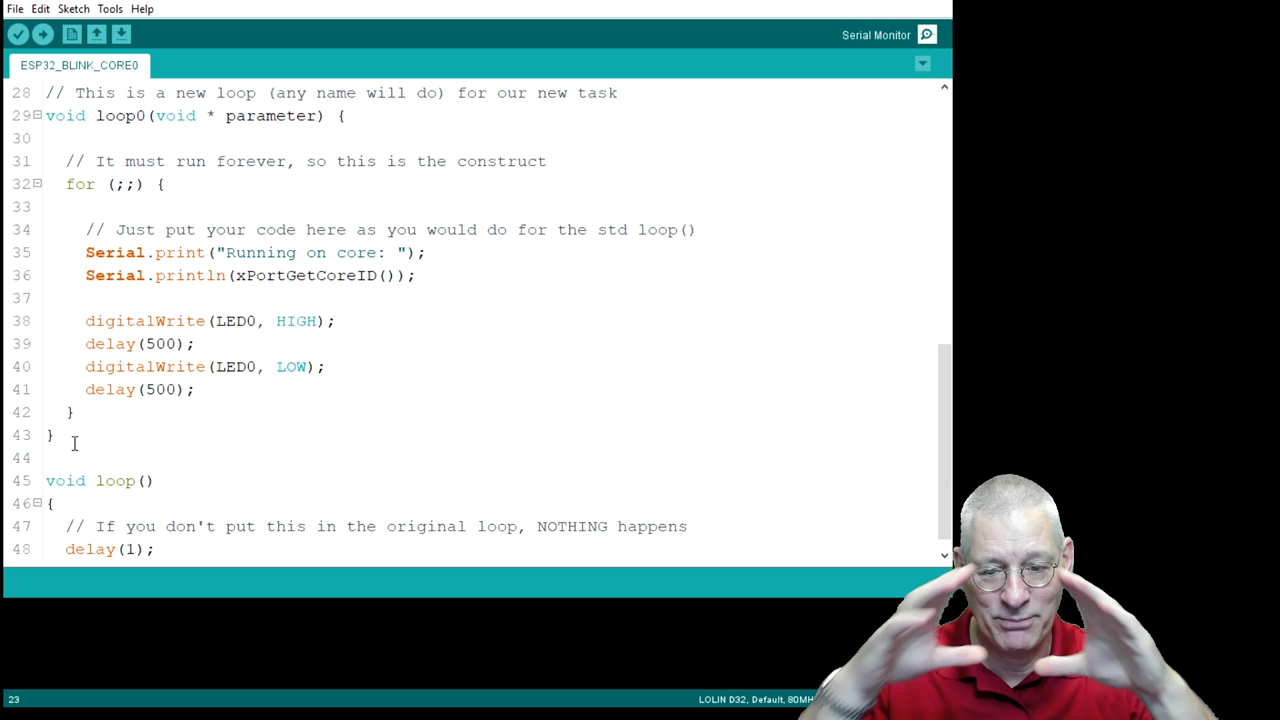 File Edit Sketch Tools Help
Serial Monitor
ESP32_BLINK_CORE0
28 // This is a new loop (any name will do) for our new task
29 void loop0(void * parameter) {
30
31 // It must run forever, so this is the construct
32 for (;;) {
33
34 // Just put your code here as you would do for the std loop()
35 Serial.print("Running on core: ");
36 Serial.println(xPortGetCoreID());
37
38 digitalWrite(LED0, HIGH);
39 delay(500);
40 digitalWrite(LED0, LOW);
41 delay(500);
42 }
43 }
44
45 void loop()
46 {
47 // If you don't put this in the original loop, NOTHING happens
48 delay(1);
23 LOLIN D32, Default, 80MH